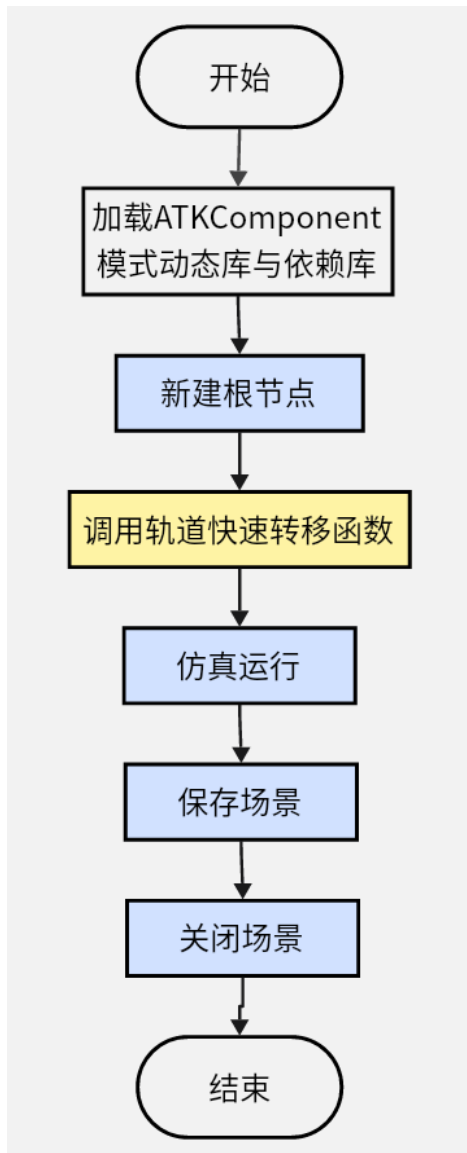 开始
加载ATKComponent
模式动态库与依赖库
新建根节点
调用轨道快速转移函数
仿真运行
保存场景
关闭场景
结束